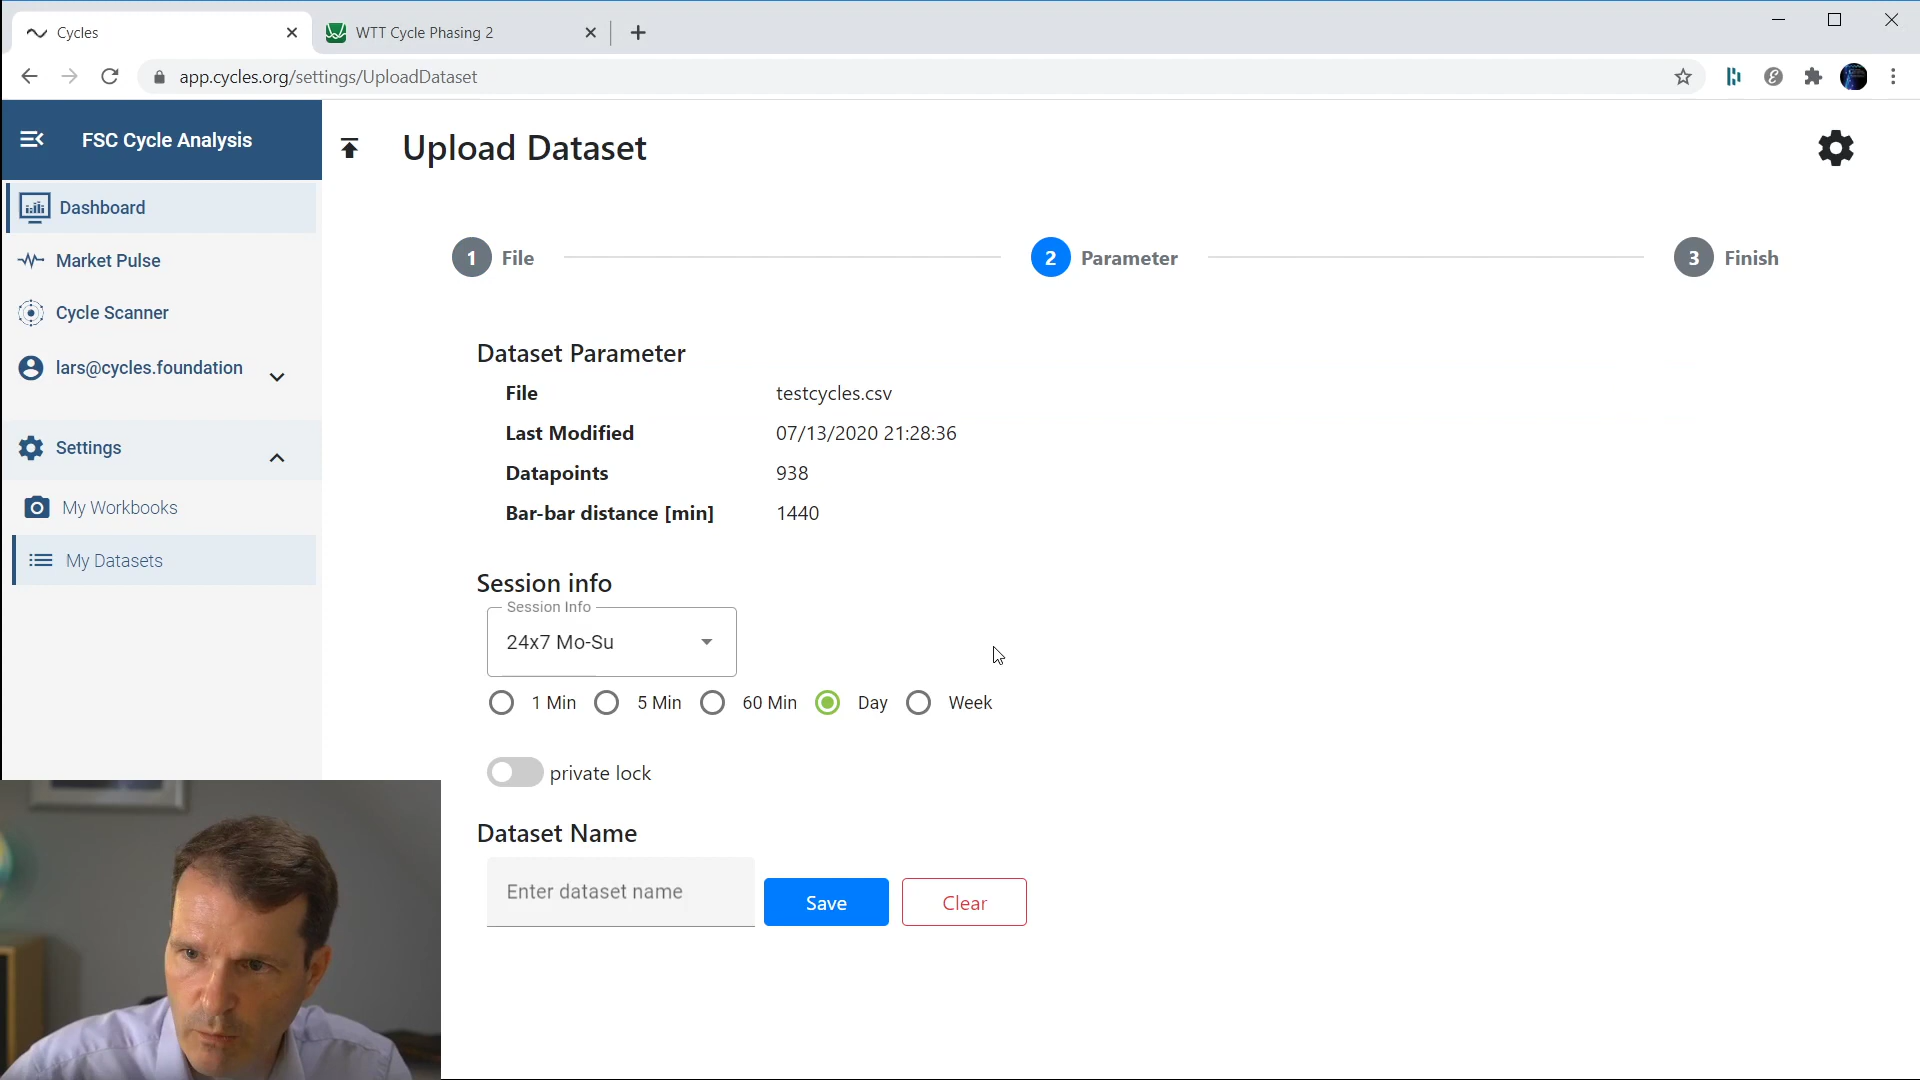 Cycles
WTT Cycle Phasing 2
app.cycles.org/settings/UploadDataset
FSC Cycle Analysis
Upload Dataset
Dashboard
Market Pulse
Cycle Scanner
lars@cycles.foundation
Settings
My Workbooks
My Datasets
1 File
2 Parameter
3 Finish
Dataset Parameter
File testcycles.csv
Last Modified 07/13/2020 21:28:36
Datapoints 938
Bar-bar distance [min] 1440
Session info
Session Info
24x7 Mo-Su
1 Min 5 Min 60 Min Day Week
private lock
Dataset Name
Enter dataset name
Save Clear